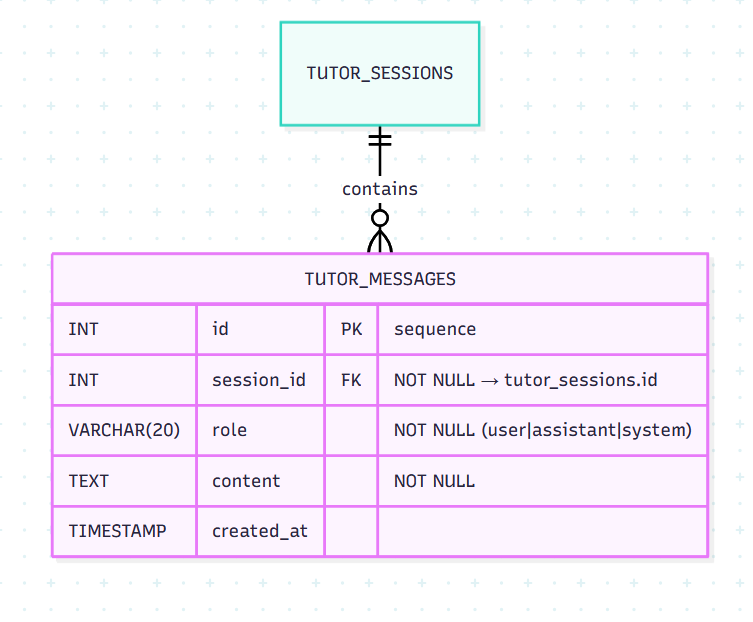 TUTOR_SESSIONS
contains
TUTOR_MESSAGES
INT id PK sequence
INT session_id FK NOT NULL → tutor_sessions.id
VARCHAR(20) role NOT NULL (user|assistant|system)
TEXT content NOT NULL
TIMESTAMP created_at